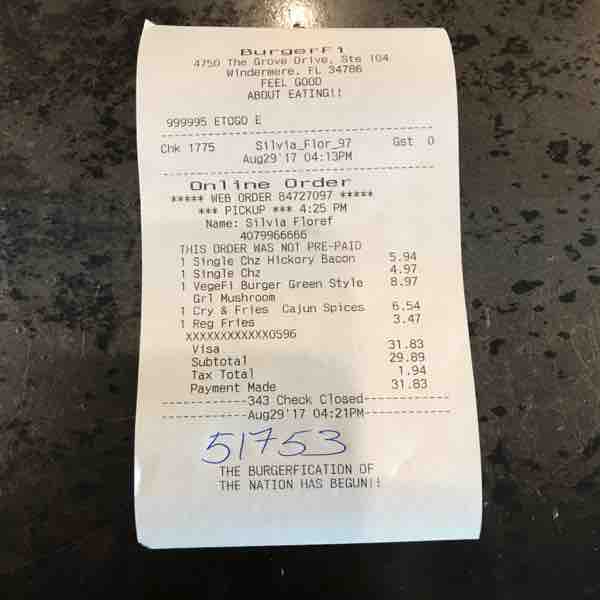 BurgerFi
4750 The Grove Drive, Ste 104
Windermere, FL 34786
FEEL GOOD
ABOUT EATING!!
999995 ETOGO E
Chk 1775 Silvia_Flor_97 Gst 0
Aug29'17 04:13PM
Online Order
***** WEB ORDER 84727097 *****
*** PICKUP *** 4:25 PM
Name: Silvia Floref
4079966666
THIS ORDER WAS NOT PRE-PAID
1 Single Chz Hickory Bacon 5.94
1 Single Chz 4.97
1 VegeFi Burger Green Style 8.97
Grl Mushroom
1 Cry & Fries Cajun Spices 6.54
1 Reg Fries 3.47
XXXXXXXXXXXX0596
Visa 31.83
Subtotal 29.89
Tax Total 1.94
Payment Made 31.83
------------343 Check Closed------------
------------Aug29'17 04:21PM------------
51753
THE BURGERFICATION OF
THE NATION HAS BEGUN!!